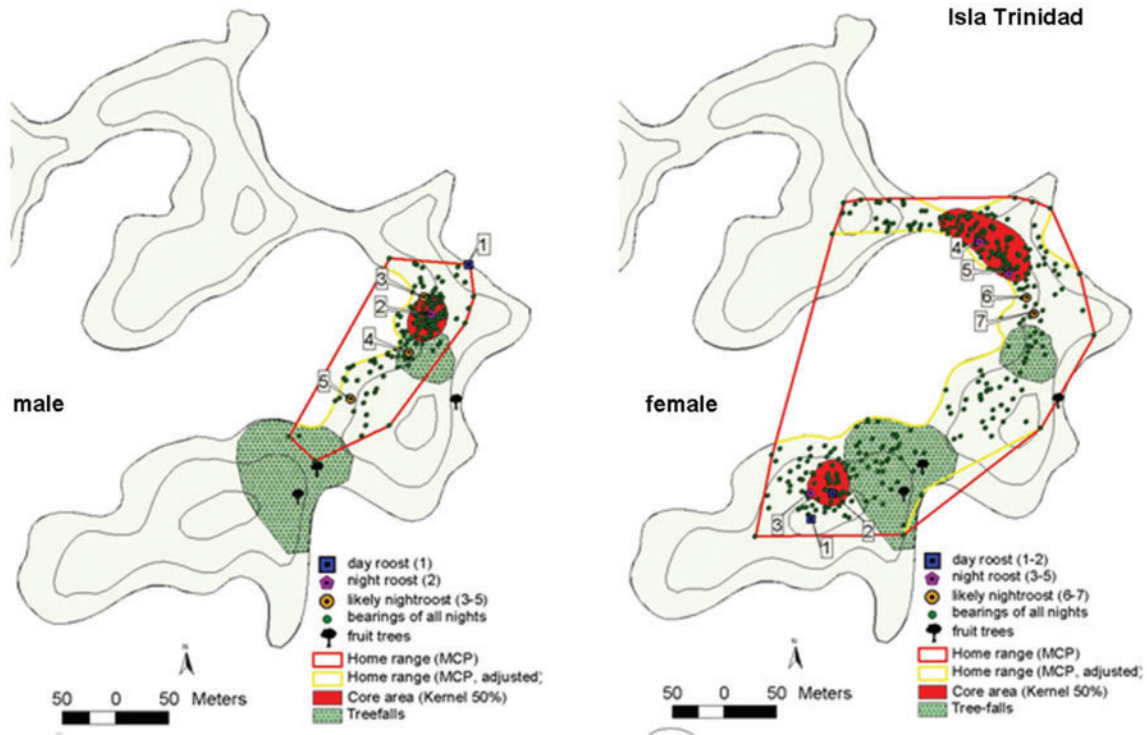 Isla Trinidad
male
1
3
2
4
5
day roost (1)
night roost (2)
likely nightroost (3-5)
bearings of all nights
fruit trees
Home range (MCP)
Home range (MCP, adjusted)
Core area (Kernel 50%)
Treefalls
N
50 0 50 Meters
female
4
5
6
7
3
2
1
day roost (1-2)
night roost (3-5)
likely nightroost (6-7)
bearings of all nights
fruit trees
Home range (MCP)
Home range (MCP, adjusted)
Core area (Kernel 50%)
Tree-falls
N
50 0 50 Meters